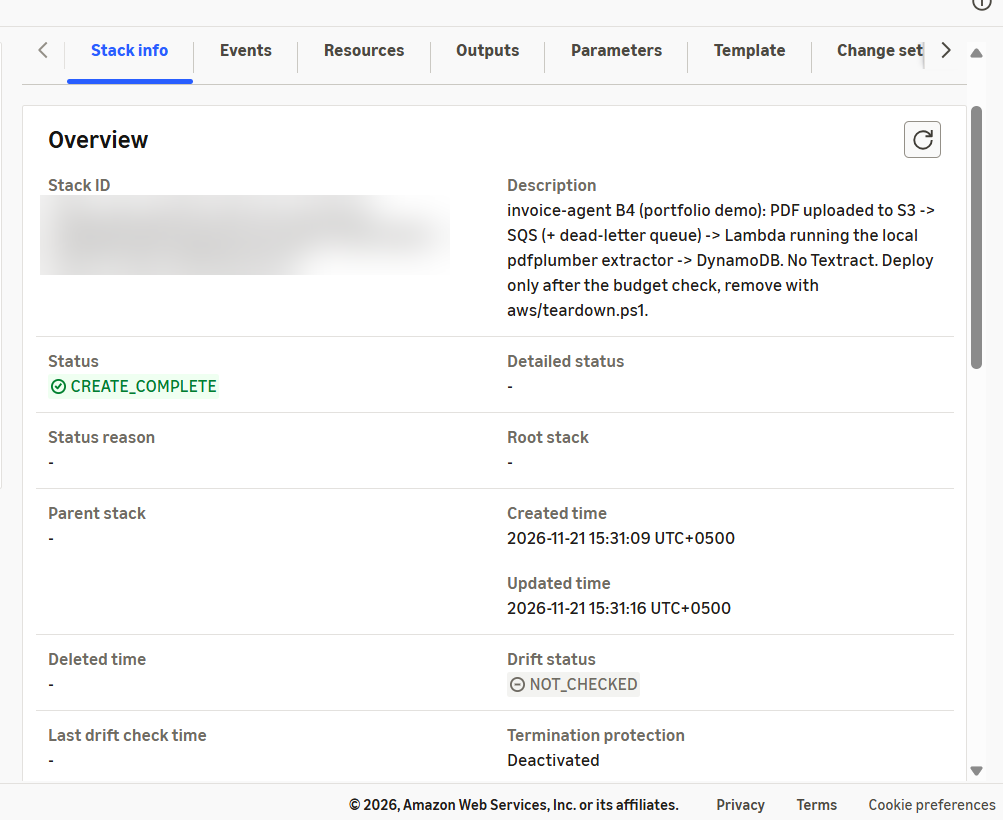 Stack info
Events
Resources
Outputs
Parameters
Template
Change set
Overview
Stack ID
Description
invoice-agent B4 (portfolio demo): PDF uploaded to S3 ->
SQS (+ dead-letter queue) -> Lambda running the local
pdfplumber extractor -> DynamoDB. No Textract. Deploy
only after the budget check, remove with
aws/teardown.ps1.
Status
CREATE_COMPLETE
Detailed status
-
Status reason
-
Root stack
-
Parent stack
-
Created time
2026-11-21 15:31:09 UTC+0500
Updated time
2026-11-21 15:31:16 UTC+0500
Deleted time
-
Drift status
NOT_CHECKED
Last drift check time
-
Termination protection
Deactivated
© 2026, Amazon Web Services, Inc. or its affiliates.
Privacy
Terms
Cookie preferences